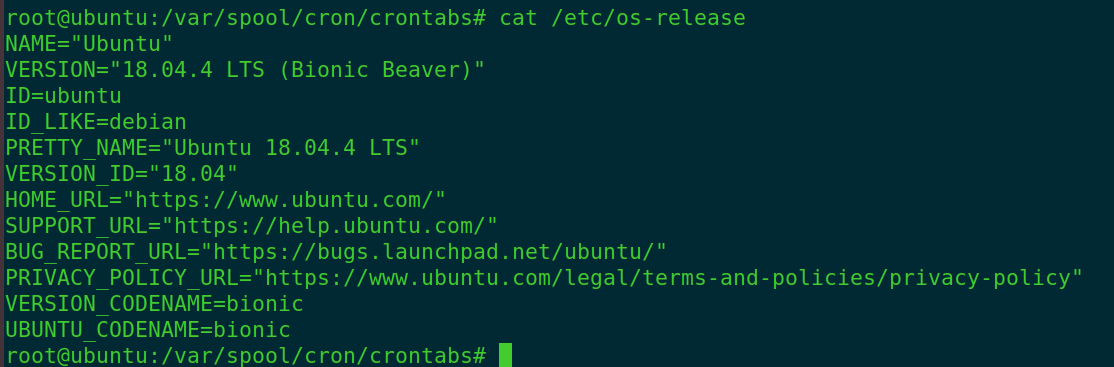 root@ubuntu:/var/spool/cron/crontabs# cat /etc/os-release
NAME="Ubuntu"
VERSION="18.04.4 LTS (Bionic Beaver)"
ID=ubuntu
ID_LIKE=debian
PRETTY_NAME="Ubuntu 18.04.4 LTS"
VERSION_ID="18.04"
HOME_URL="https://www.ubuntu.com/"
SUPPORT_URL="https://help.ubuntu.com/"
BUG_REPORT_URL="https://bugs.launchpad.net/ubuntu/"
PRIVACY_POLICY_URL="https://www.ubuntu.com/legal/terms-and-policies/privacy-policy"
VERSION_CODENAME=bionic
UBUNTU_CODENAME=bionic
root@ubuntu:/var/spool/cron/crontabs#